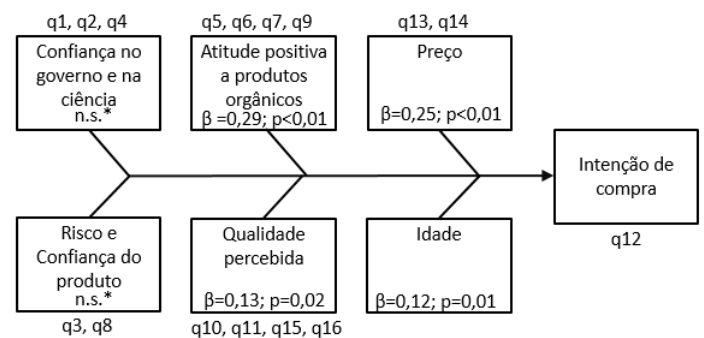 q1, q2, q4
Confiança no
governo e na
ciência
n.s.*
q5, q6, q7, q9
Atitude positiva
a produtos
orgânicos
β =0,29; p<0,01
q13, q14
Preço
β=0,25; p<0,01
Intenção de
compra
q12
Risco e
Confiança do
produto
n.s.*
q3, q8
Qualidade
percebida
β=0,13; p=0,02
q10, q11, q15, q16
Idade
β=0,12; p=0,01